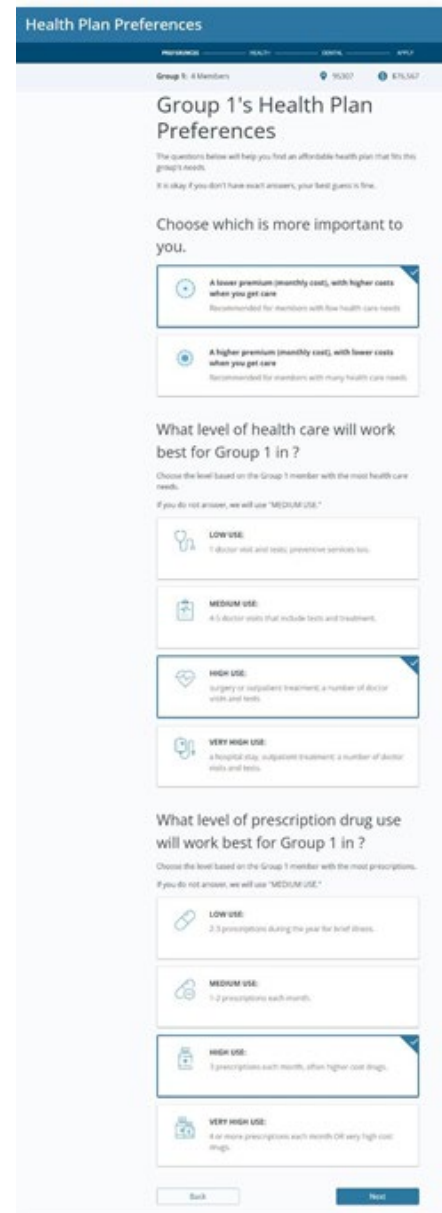 Health Plan Preferences
PREFERENCES HEALTH DENTAL APPLY
Group 1: 4 Members 95307 $76,567
Group 1's Health Plan
Preferences
The questions below will help you find an affordable health plan that fits this
group's needs.
It is okay if you don't have exact answers, your best guess is fine.
Choose which is more important to
you.
A lower premium (monthly cost), with higher costs
when you get care
Recommended for members with few health care needs
A higher premium (monthly cost), with lower costs
when you get care
Recommended for members with many health care needs
What level of health care will work
best for Group 1 in ?
Choose the level based on the Group 1 member with the most health care
needs.
If you do not answer, we will use "MEDIUM USE."
LOW USE:
1 doctor visit and tests; preventive services too.
MEDIUM USE:
4-5 doctor visits that include tests and treatment.
HIGH USE:
surgery or outpatient treatment; a number of doctor
visits and tests.
VERY HIGH USE:
a hospital stay, outpatient treatment; a number of doctor
visits and tests.
What level of prescription drug use
will work best for Group 1 in ?
Choose the level based on the Group 1 member with the most prescriptions.
If you do not answer, we will use "MEDIUM USE."
LOW USE:
2-3 prescriptions during the year for brief illness.
MEDIUM USE:
1-2 prescriptions each month.
HIGH USE:
3 prescriptions each month, often higher cost drugs.
VERY HIGH USE:
4 or more prescriptions each month OR very high cost
drugs.
Back Next